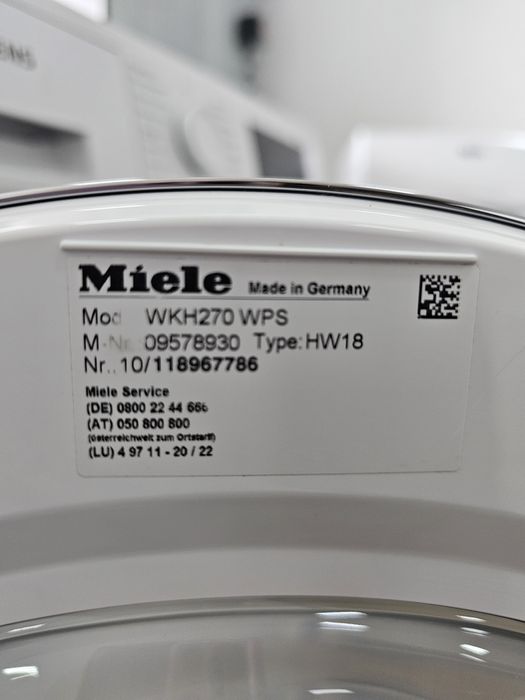 Miele Made in Germany
Mod WKH270 WPS
M-Nr. 09578930 Type: HW18
Nr.. 10/118967786
Miele Service
(DE) 0800 22 44 666
(AT) 050 800 800
(österreichweit zum Ortstarif)
(LU) 4 97 11 - 20 / 22